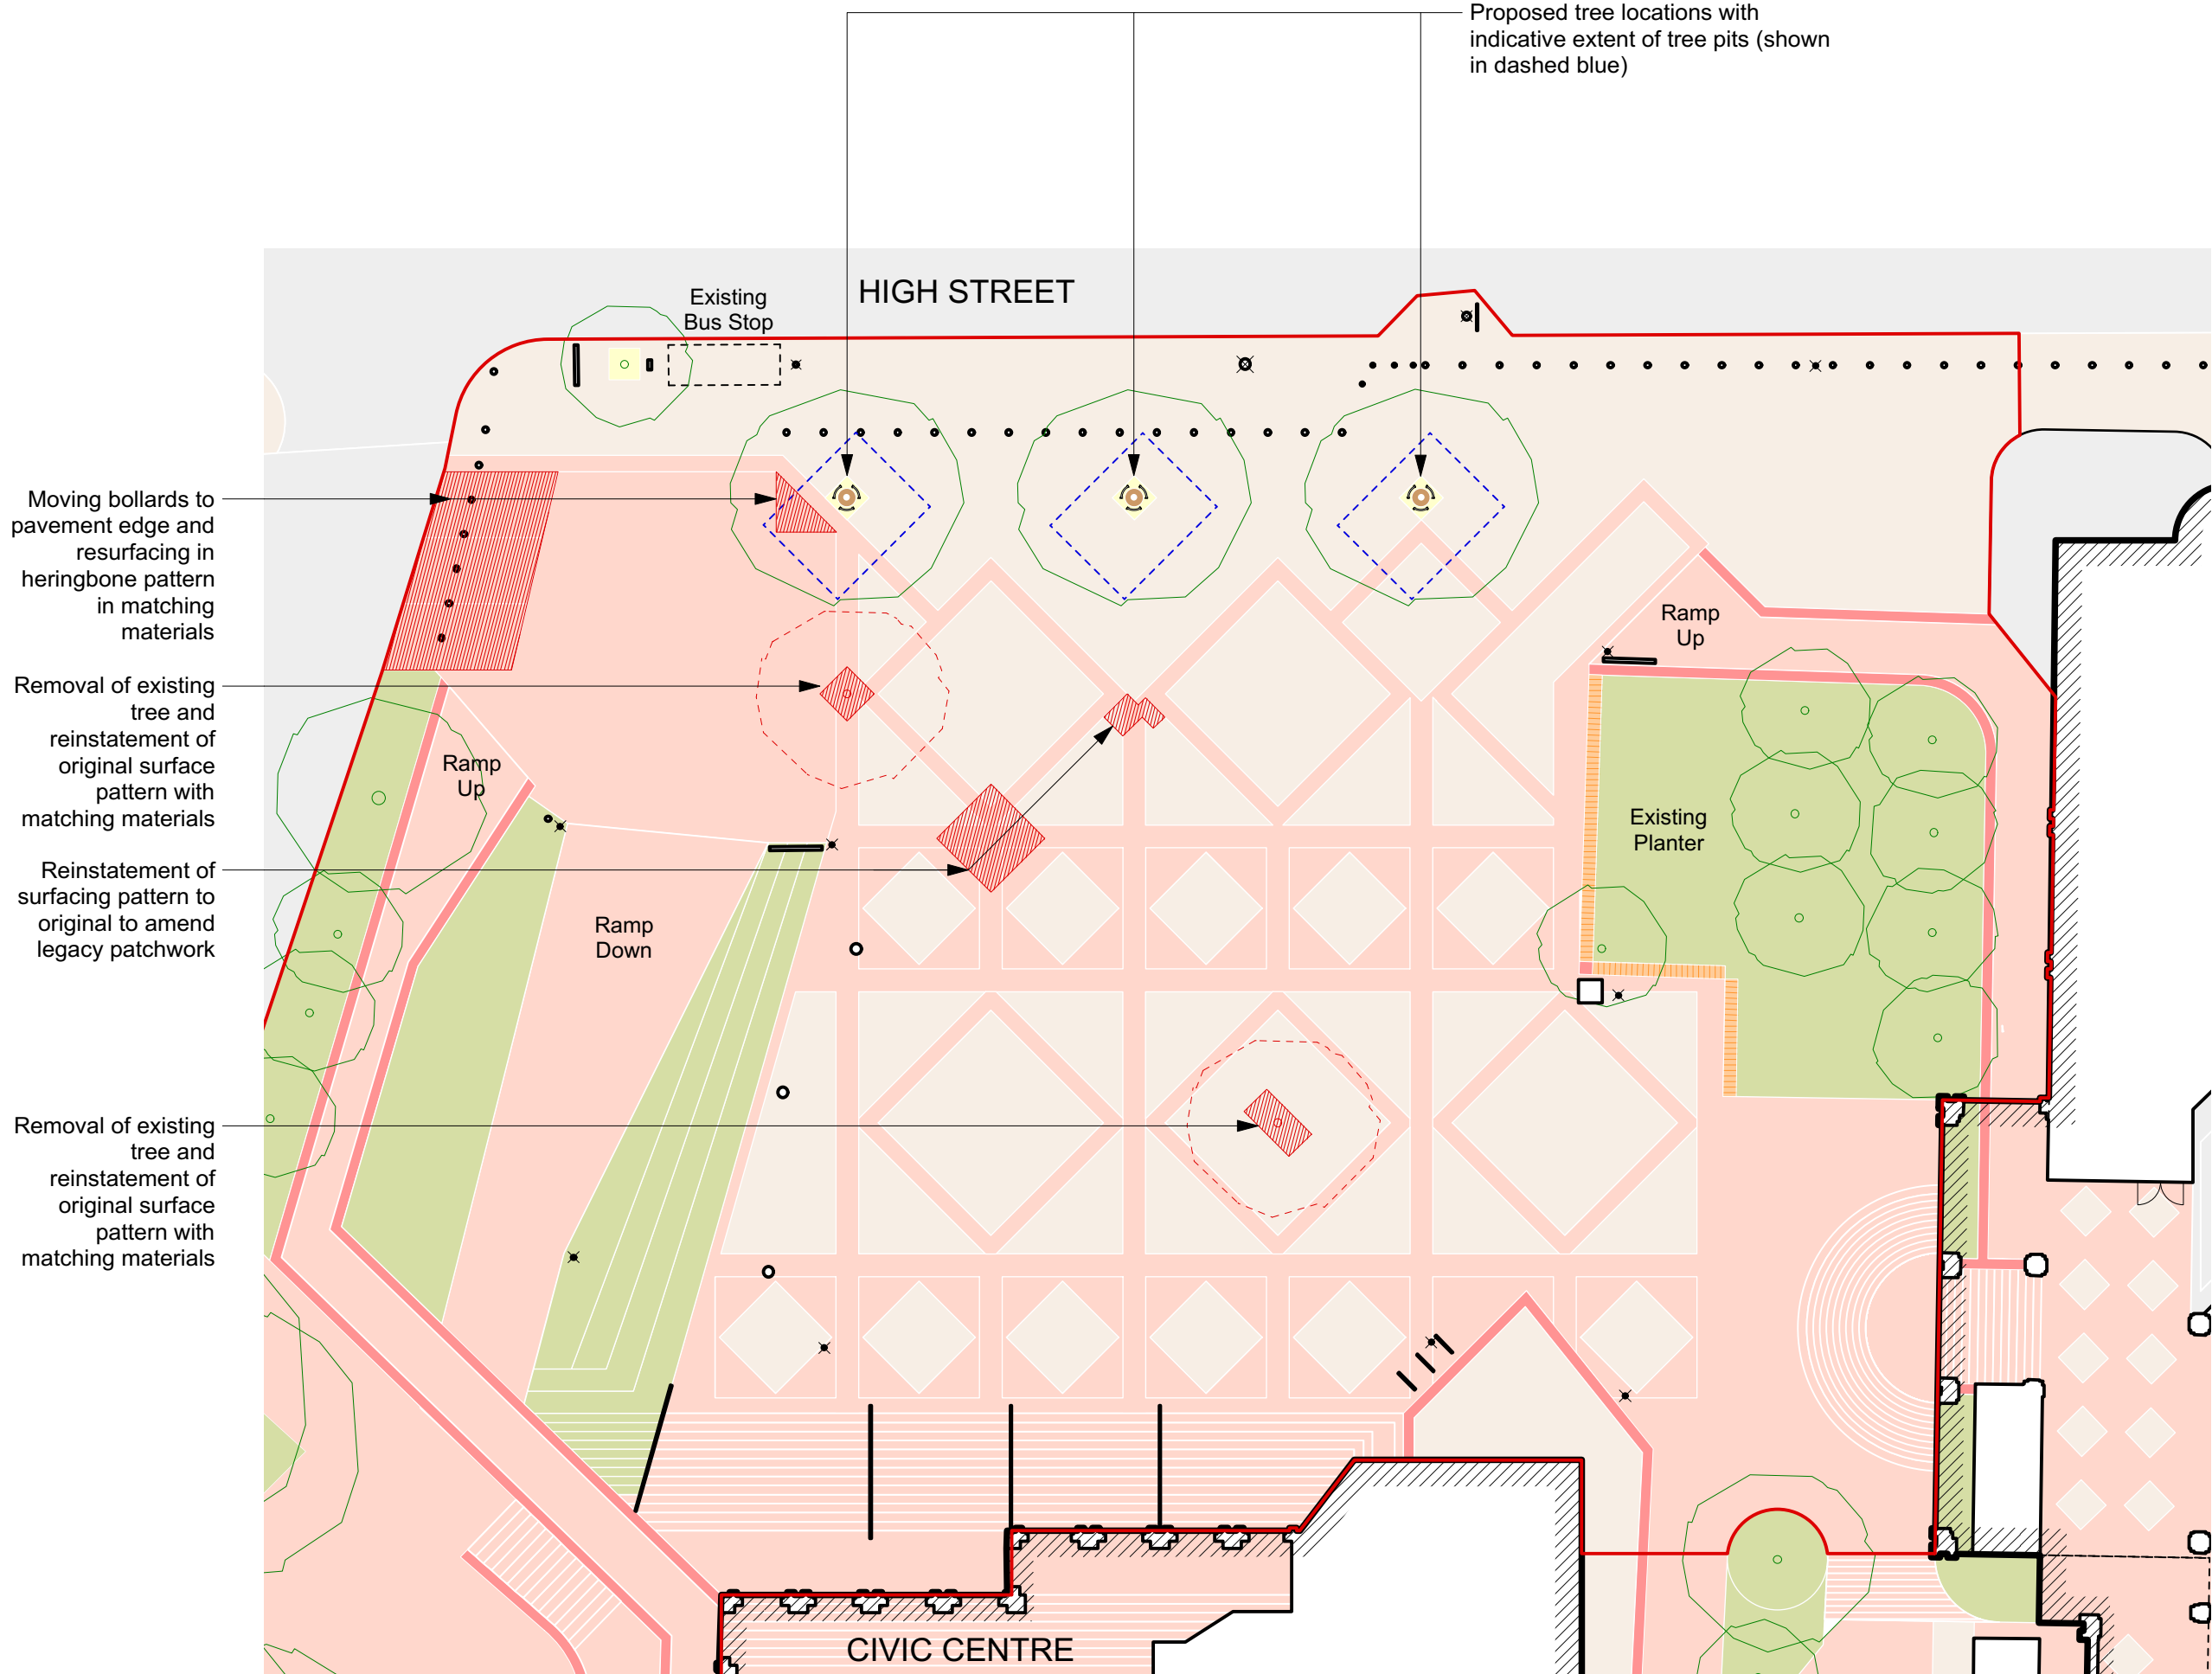 Proposed tree locations with
indicative extent of tree pits (shown
in dashed blue)
HIGH STREET
Existing
Bus Stop
Moving bollards to
pavement edge and
resurfacing in
heringbone pattern
in matching
materials
Ramp
Up
Removal of existing
tree and
reinstatement of
original surface
pattern with
matching materials
Ramp
Up
Existing
Planter
Reinstatement of
surfacing pattern to
original to amend
legacy patchwork
Ramp
Down
Removal of existing
tree and
reinstatement of
original surface
pattern with
matching materials
CIVIC CENTRE